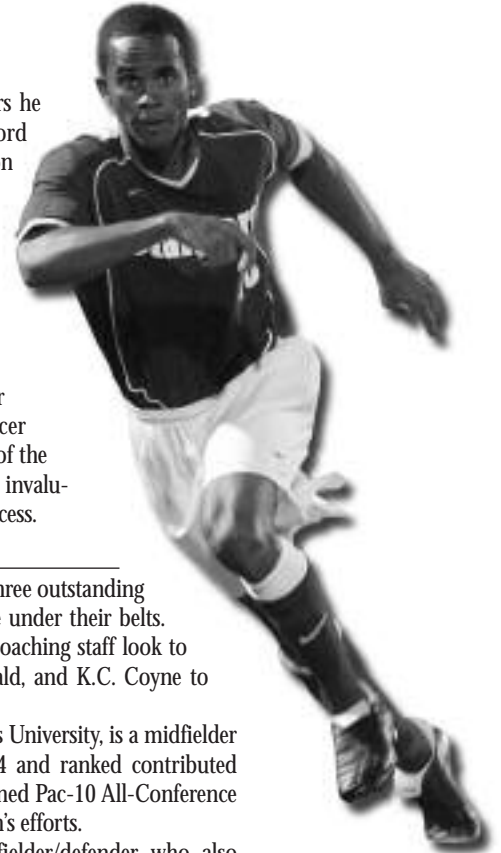 rs he
ord
on
r
cer
of the
invalu-
cess.
hree outstanding
e under their belts.
oaching staff look to
ald, and K.C. Coyne to
s University, is a midfielder
4 and ranked contributed
ned Pac-10 All-Conference
n's efforts.
fielder/defender who also